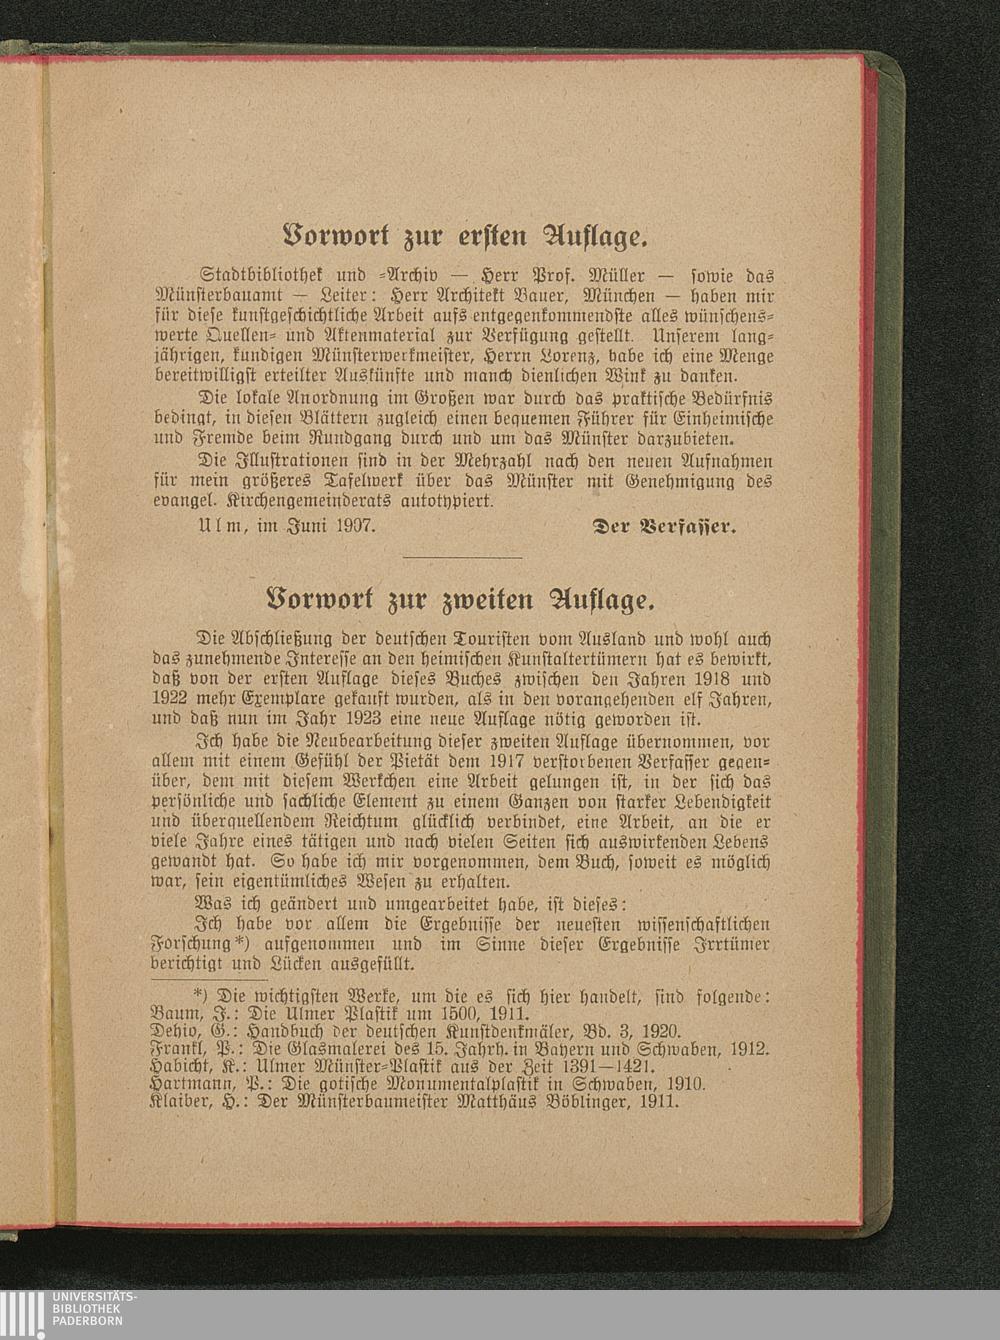 Vorwort zur ersten Auflage.
Stadtbibliothek und =Archiv — Herr Prof. Müller — sowie das
Münsterbauamt — Leiter: Herr Architekt Bauer, München — haben mir
für diese kunstgeschichtliche Arbeit aufs entgegenkommendste alles wünschens=
werte Quellen= und Aktenmaterial zur Verfügung gestellt. Unserem lang=
jährigen, kundigen Münsterwerkmeister, Herrn Lorenz, habe ich eine Menge
bereitwilligst erteilter Auskünfte und manch dienlichen Wink zu danken.
Die lokale Anordnung im Großen war durch das praktische Bedürfnis
bedingt, in diesen Blättern zugleich einen bequemen Führer für Einheimische
und Fremde beim Rundgang durch und um das Münster darzubieten.
Die Illustrationen sind in der Mehrzahl nach den neuen Aufnahmen
für mein größeres Tafelwerk über das Münster mit Genehmigung des
evangel. Kirchengemeinderats autotypiert.
Ulm, im Juni 1907. Der Verfasser.
Vorwort zur zweiten Auflage.
Die Abschließung der deutschen Touristen vom Ausland und wohl auch
das zunehmende Interesse an den heimischen Kunstaltertümern hat es bewirkt,
daß von der ersten Auflage dieses Buches zwischen den Jahren 1918 und
1922 mehr Exemplare gekauft wurden, als in den vorangehenden elf Jahren,
und daß nun im Jahr 1923 eine neue Auflage nötig geworden ist.
Ich habe die Neubearbeitung dieser zweiten Auflage übernommen, vor
allem mit einem Gefühl der Pietät dem 1917 verstorbenen Verfasser gegen=
über, dem mit diesem Werkchen eine Arbeit gelungen ist, in der sich das
persönliche und sachliche Element zu einem Ganzen von starker Lebendigkeit
und überquellendem Reichtum glücklich verbindet, eine Arbeit, an die er
viele Jahre eines tätigen und nach vielen Seiten sich auswirkenden Lebens
gewandt hat. So habe ich mir vorgenommen, dem Buch, soweit es möglich
war, sein eigentümliches Wesen zu erhalten.
Was ich geändert und umgearbeitet habe, ist dieses:
Ich habe vor allem die Ergebnisse der neuesten wissenschaftlichen
Forschung*) aufgenommen und im Sinne dieser Ergebnisse Irrtümer
berichtigt und Lücken ausgefüllt.
*) Die wichtigsten Werke, um die es sich hier handelt, sind folgende:
Baum, J.: Die Ulmer Plastik um 1500, 1911.
Dehio, G.: Handbuch der deutschen Kunstdenkmäler, Bd. 3, 1920.
Frankl, P.: Die Glasmalerei des 15. Jahrh. in Bayern und Schwaben, 1912.
Habicht, K.: Ulmer Münster=Plastik aus der Zeit 1391—1421.
Hartmann, P.: Die gotische Monumentalplastik in Schwaben, 1910.
Klaiber, H.: Der Münsterbaumeister Matthäus Böblinger, 1911.
UNIVERSITÄTS-
BIBLIOTHEK
PADERBORN